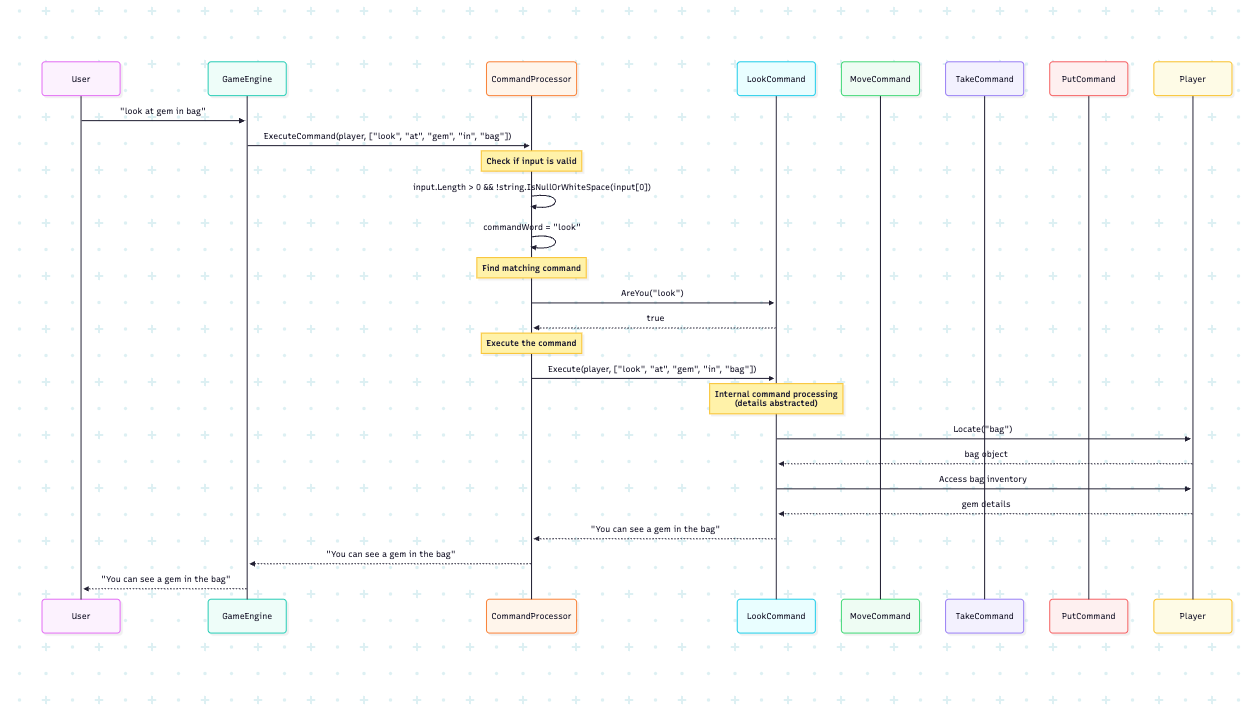 User
GameEngine
CommandProcessor
LookCommand
MoveCommand
TakeCommand
PutCommand
Player
"look at gem in bag"
ExecuteCommand(player, ["look", "at", "gem", "in", "bag"])
Check if input is valid
input.Length > 0 && !string.IsNullOrWhiteSpace(input[0])
commandWord = "look"
Find matching command
AreYou("look")
true
Execute the command
Execute(player, ["look", "at", "gem", "in", "bag"])
Internal command processing
(details abstracted)
Locate("bag")
bag object
Access bag inventory
gem details
"You can see a gem in the bag"
"You can see a gem in the bag"
"You can see a gem in the bag"
User
GameEngine
CommandProcessor
LookCommand
MoveCommand
TakeCommand
PutCommand
Player